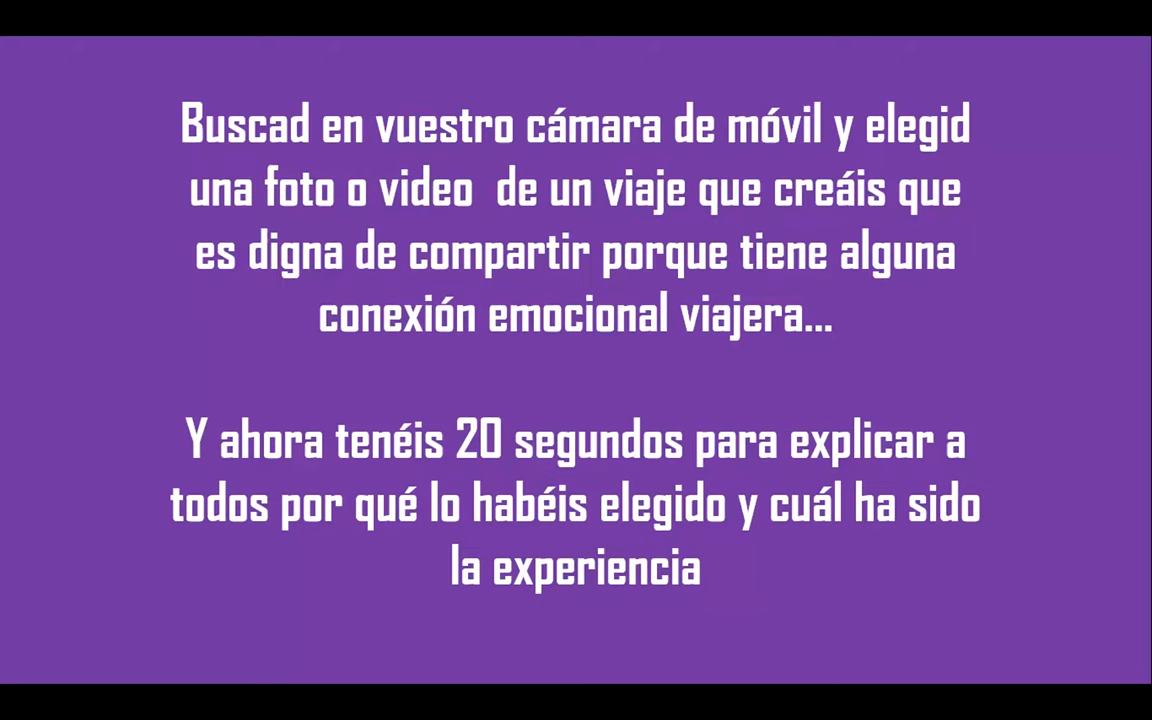 Buscad en vuestro cámara de móvil y elegid
una foto o video de un viaje que creáis que
es digna de compartir porque tiene alguna
conexión emocional viajera...
Y ahora tenéis 20 segundos para explicar a
todos por qué lo habéis elegido y cuál ha sido
la experiencia